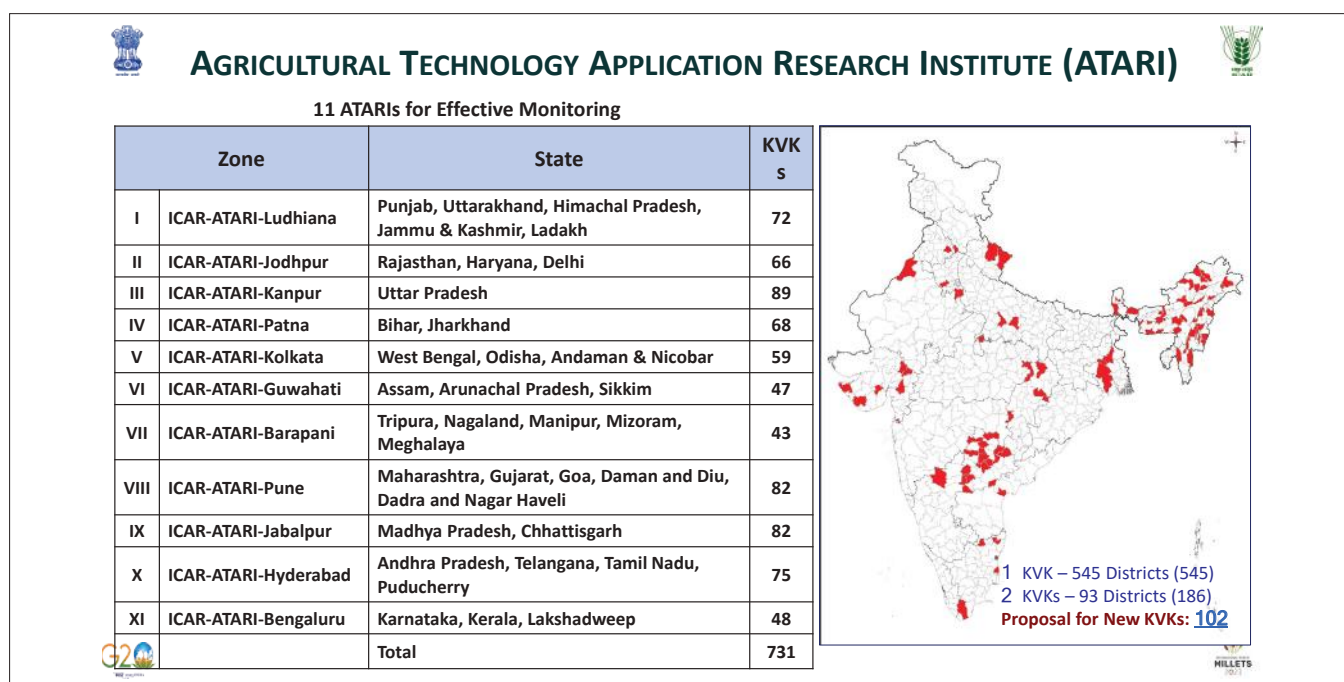 AGRICULTURAL TECHNOLOGY APPLICATION RESEARCH INSTITUTE (ATARI)
11 ATARIs for Effective Monitoring
Zone State KVK
s
I ICAR-ATARI-Ludhiana Punjab, Uttarakhand, Himachal Pradesh,
Jammu & Kashmir, Ladakh 72
II ICAR-ATARI-Jodhpur Rajasthan, Haryana, Delhi 66
III ICAR-ATARI-Kanpur Uttar Pradesh 89
IV ICAR-ATARI-Patna Bihar, Jharkhand 68
V ICAR-ATARI-Kolkata West Bengal, Odisha, Andaman & Nicobar 59
VI ICAR-ATARI-Guwahati Assam, Arunachal Pradesh, Sikkim 47
VII ICAR-ATARI-Barapani Tripura, Nagaland, Manipur, Mizoram,
Meghalaya 43
VIII ICAR-ATARI-Pune Maharashtra, Gujarat, Goa, Daman and Diu,
Dadra and Nagar Haveli 82
IX ICAR-ATARI-Jabalpur Madhya Pradesh, Chhattisgarh 82
X ICAR-ATARI-Hyderabad Andhra Pradesh, Telangana, Tamil Nadu,
Puducherry 75
XI ICAR-ATARI-Bengaluru Karnataka, Kerala, Lakshadweep 48
Total 731
1 KVK – 545 Districts (545)
2 KVKs – 93 Districts (186)
Proposal for New KVKs: 102
G20
MILLETS
2023